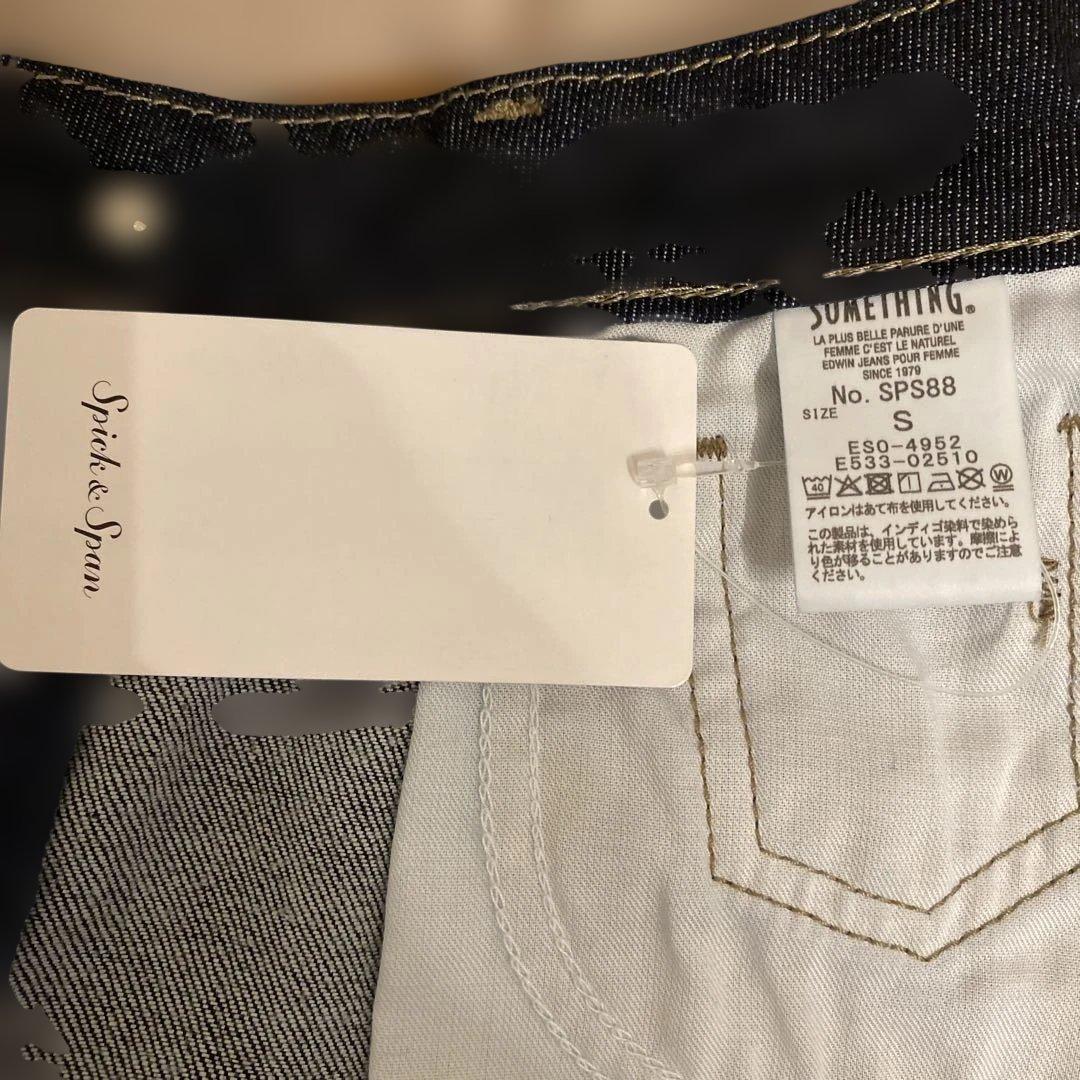 Spick & Span
SOMETHING®
LA PLUS BELLE PARURE D'UNE
FEMME C'EST LE NATUREL
EDWIN JEANS POUR FEMME
SINCE 1979
No. SPS88
SIZE
S
ES0-4952
E533-02510
40
アイロンはあて布を使用してください。
この製品は、インディゴ染料で染めら
れた素材を使用しています。摩擦によ
り色が移ることがありますのでご注意
ください。